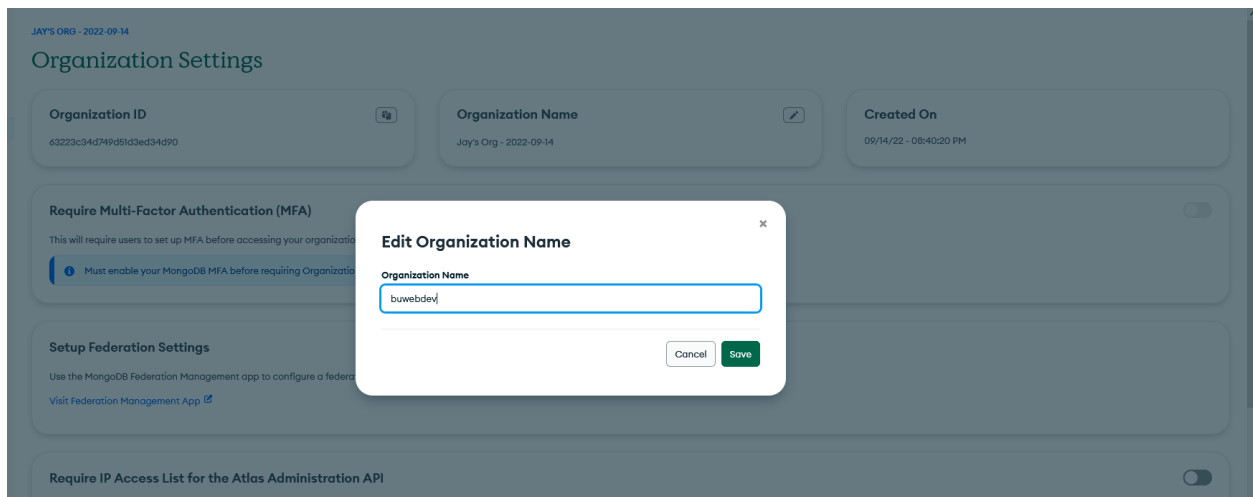 JAY'S ORG - 2022-09-14
Organization Settings
Organization ID
63223c34d749d51d3ed34d90
Organization Name
Jay's Org - 2022-09-14
Created On
09/14/22 - 08:40:20 PM
Require Multi-Factor Authentication (MFA)
This will require users to set up MFA before accessing your organizatio
Must enable your MongoDB MFA before requiring Organizatio
Edit Organization Name
Organization Name
buwebdev
Cancel Save
Setup Federation Settings
Use the MongoDB Federation Management app to configure a federa
Visit Federation Management App
Require IP Access List for the Atlas Administration API